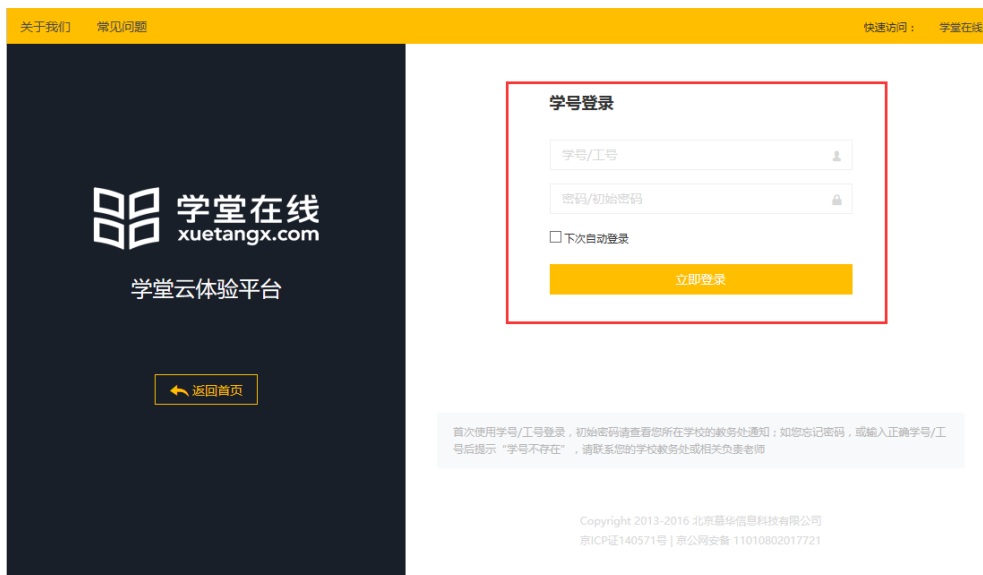 关于我们 常见问题 快速访问： 学堂在线
学堂在线
xuetangx.com
学堂云体验平台
返回首页
学号登录
学号/工号
密码/初始密码
下次自动登录
立即登录
首次使用学号/工号登录，初始密码请查看您所在学校的教务处通知；如您忘记密码，或输入正确学号/工
号后提示“学号不存在”，请联系您的学校教务处或相关负责老师
Copyright 2013-2016 北京慕华信息科技有限公司
京ICP证140571号 | 京公网安备 11010802017721